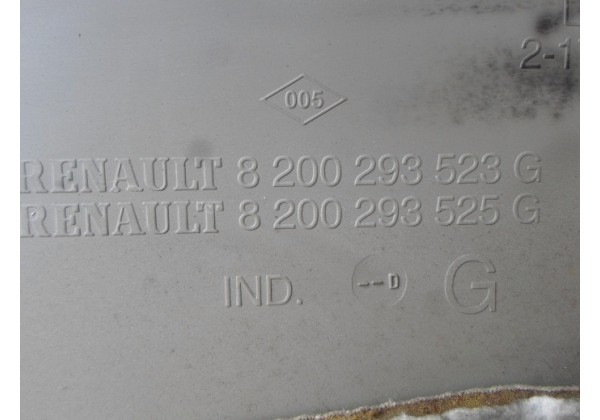 2-1
005
RENAULT 8 200 293 523 G
RENAULT 8 200 293 525 G
IND. --D G